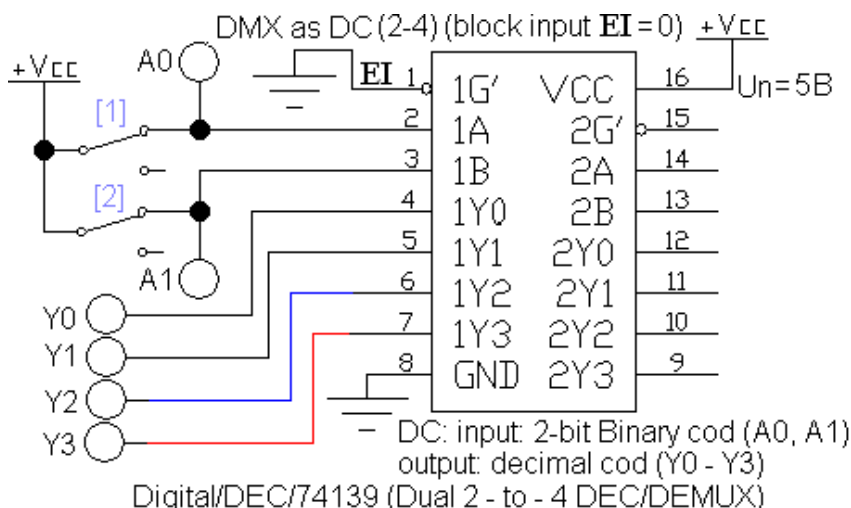 DMX as DC (2-4) (block input EI = 0) +Vcc
+Vcc
A0
EI 1 1G' VCC 16 Un=5B
[1]
2 1A 2G' 15
3 1B 2A 14
[2]
4 1Y0 2B 13
5 1Y1 2Y0 12
A1
6 1Y2 2Y1 11
Y0
7 1Y3 2Y2 10
Y1
8 GND 2Y3 9
Y2
Y3
DC: input: 2-bit Binary cod (A0, A1)
output: decimal cod (Y0 - Y3)
Digital/DEC/74139 (Dual 2 - to - 4 DEC/DEMUX)